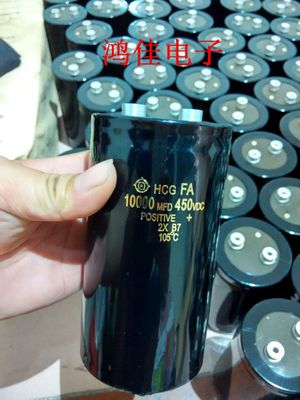 鸿佳电子
HCG FA
10000 MFD 450VDC
POSITIVE +
2X B7
105°C